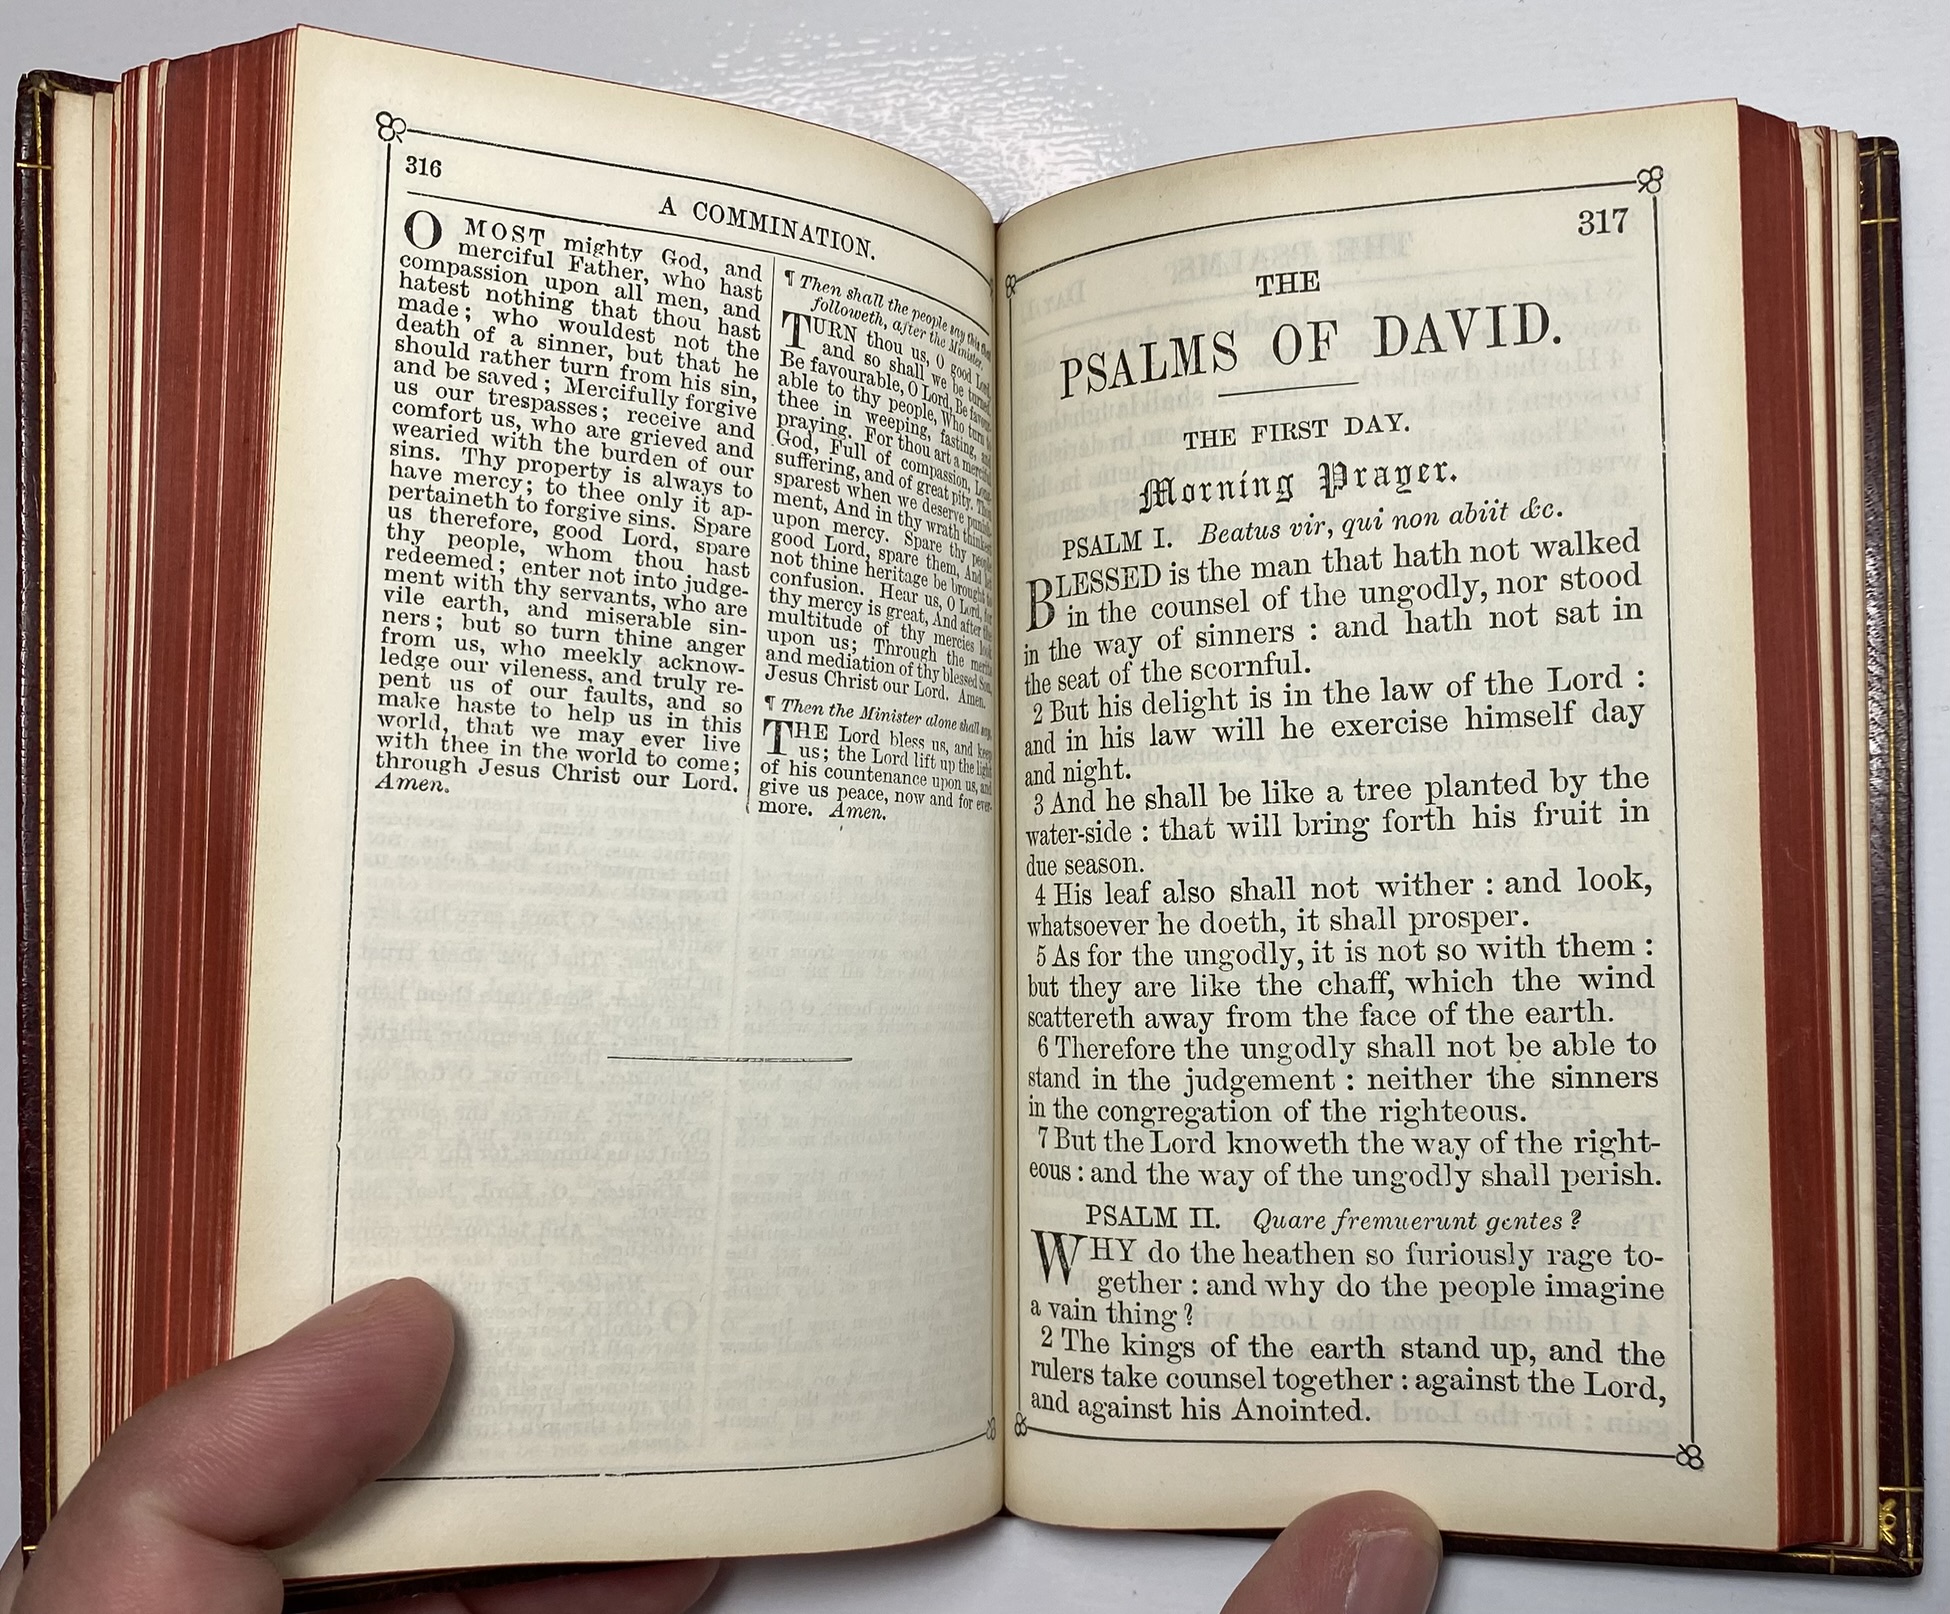 316
A COMMINATION.
O MOST mighty God, and
merciful Father, who hast
compassion upon all men, and
hatest nothing that thou hast
made; who wouldest not the
death of a sinner, but that he
should rather turn from his sin,
and be saved; Mercifully forgive
us our trespasses; receive and
comfort us, who are grieved and
wearied with the burden of our
sins. Thy property is always to
have mercy; to thee only it ap-
pertaineth to forgive sins. Spare
us therefore, good Lord, spare
thy people, whom thou hast
redeemed; enter not into judge-
ment with thy servants, who are
vile earth, and miserable sin-
ners; but so turn thine anger
from us, who meekly acknow-
ledge our vileness, and truly re-
pent us of our faults, and so
make haste to help us in this
world, that we may ever live
with thee in the world to come;
through Jesus Christ our Lord.
Amen.
¶ Then shall the people say this that
followeth, after the Minister.
TURN thou us, O good Lord,
and so shall we be turned.
Be favourable, O Lord, Be favour-
able to thy people, Who turn to
thee in weeping, fasting, and
praying. For thou art a merciful
God, Full of compassion, Long-
suffering, and of great pity. Thou
sparest when we deserve punish-
ment, And in thy wrath thinkest
upon mercy. Spare thy people,
good Lord, spare them, And let
not thine heritage be brought to
confusion. Hear us, O Lord, for
thy mercy is great, And after the
multitude of thy mercies look
upon us; Through the merits
and mediation of thy blessed Son,
Jesus Christ our Lord. Amen.
¶ Then the Minister alone shall say,
THE Lord bless us, and keep
us; the Lord lift up the light
of his countenance upon us, and
give us peace, now and for ever-
more. Amen.
317
THE
PSALMS OF DAVID.
THE FIRST DAY.
Morning Prayer.
PSALM I. Beatus vir, qui non abiit &c.
BLESSED is the man that hath not walked
in the counsel of the ungodly, nor stood
in the way of sinners : and hath not sat in
the seat of the scornful.
2 But his delight is in the law of the Lord :
and in his law will he exercise himself day
and night.
3 And he shall be like a tree planted by the
water-side : that will bring forth his fruit in
due season.
4 His leaf also shall not wither : and look,
whatsoever he doeth, it shall prosper.
5 As for the ungodly, it is not so with them :
but they are like the chaff, which the wind
scattereth away from the face of the earth.
6 Therefore the ungodly shall not be able to
stand in the judgement : neither the sinners
in the congregation of the righteous.
7 But the Lord knoweth the way of the right-
eous : and the way of the ungodly shall perish.
PSALM II. Quare fremuerunt gentes?
WHY do the heathen so furiously rage to-
gether : and why do the people imagine
a vain thing?
2 The kings of the earth stand up, and the
rulers take counsel together : against the Lord,
and against his Anointed.